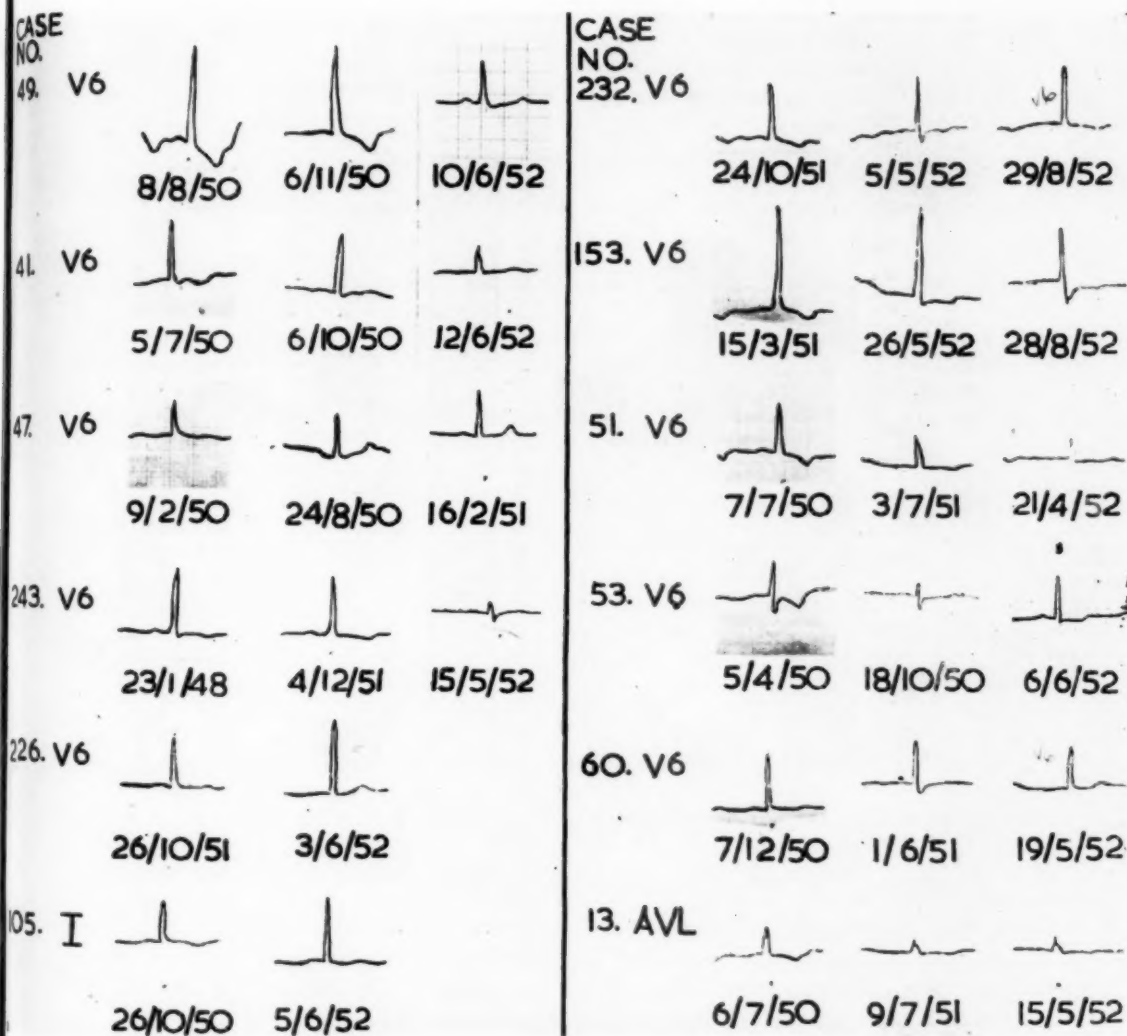 CASE
NO.
49. V6
8/8/50 6/11/50 10/6/52
41. V6
5/7/50 6/10/50 12/6/52
47. V6
9/2/50 24/8/50 16/2/51
243. V6
23/1/48 4/12/51 15/5/52
226. V6
26/10/51 3/6/52
105. I
26/10/50 5/6/52
CASE
NO.
232. V6
V6
24/10/51 5/5/52 29/8/52
153. V6
15/3/51 26/5/52 28/8/52
51. V6
7/7/50 3/7/51 21/4/52
53. V6
5/4/50 18/10/50 6/6/52
60. V6
7/12/50 1/6/51 19/5/52
13. AVL
6/7/50 9/7/51 15/5/52